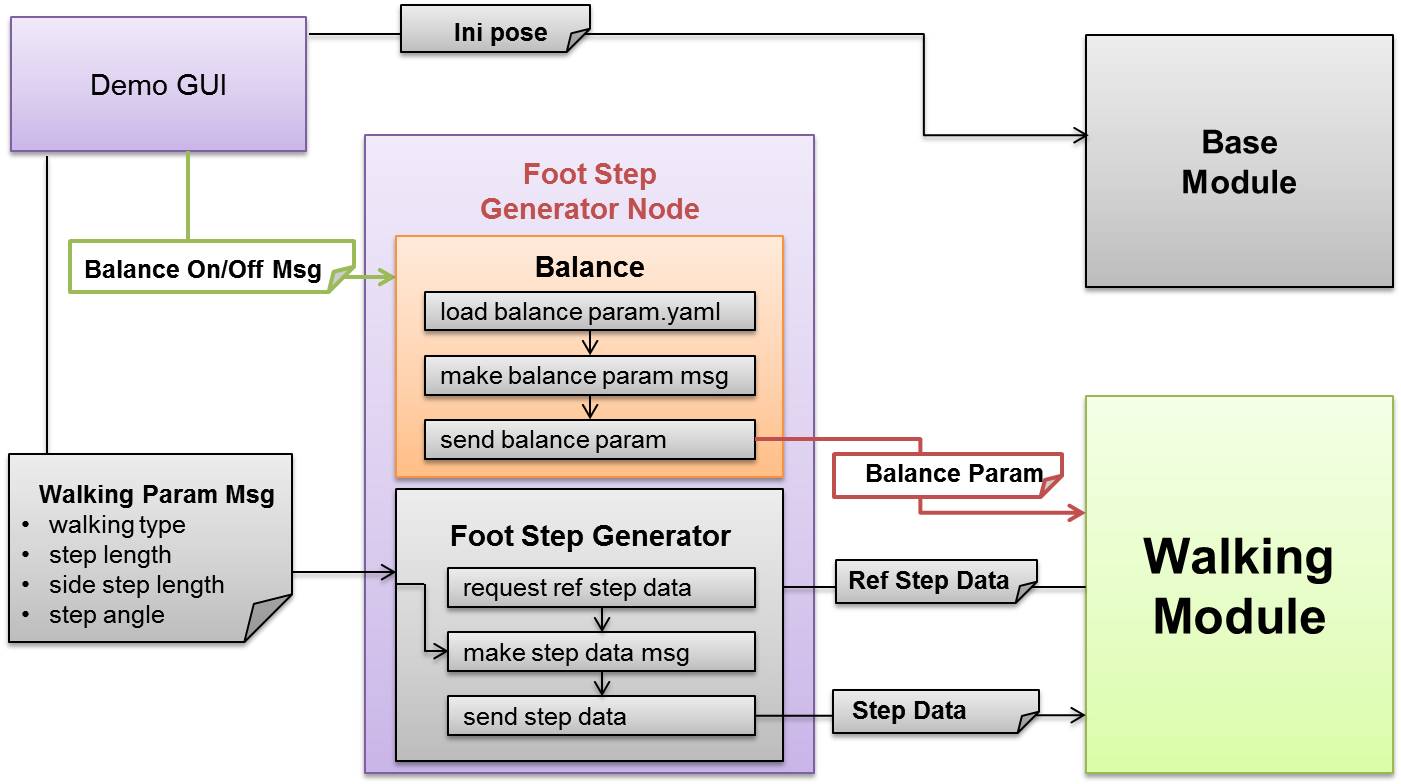 Demo GUI
Ini pose
Base
Module
Balance On/Off Msg
Foot Step
Generator Node
Balance
load balance param.yaml
make balance param msg
send balance param
Balance Param
Walking Param Msg
• walking type
• step length
• side step length
• step angle
Foot Step Generator
request ref step data
make step data msg
send step data
Ref Step Data
Step Data
Walking
Module